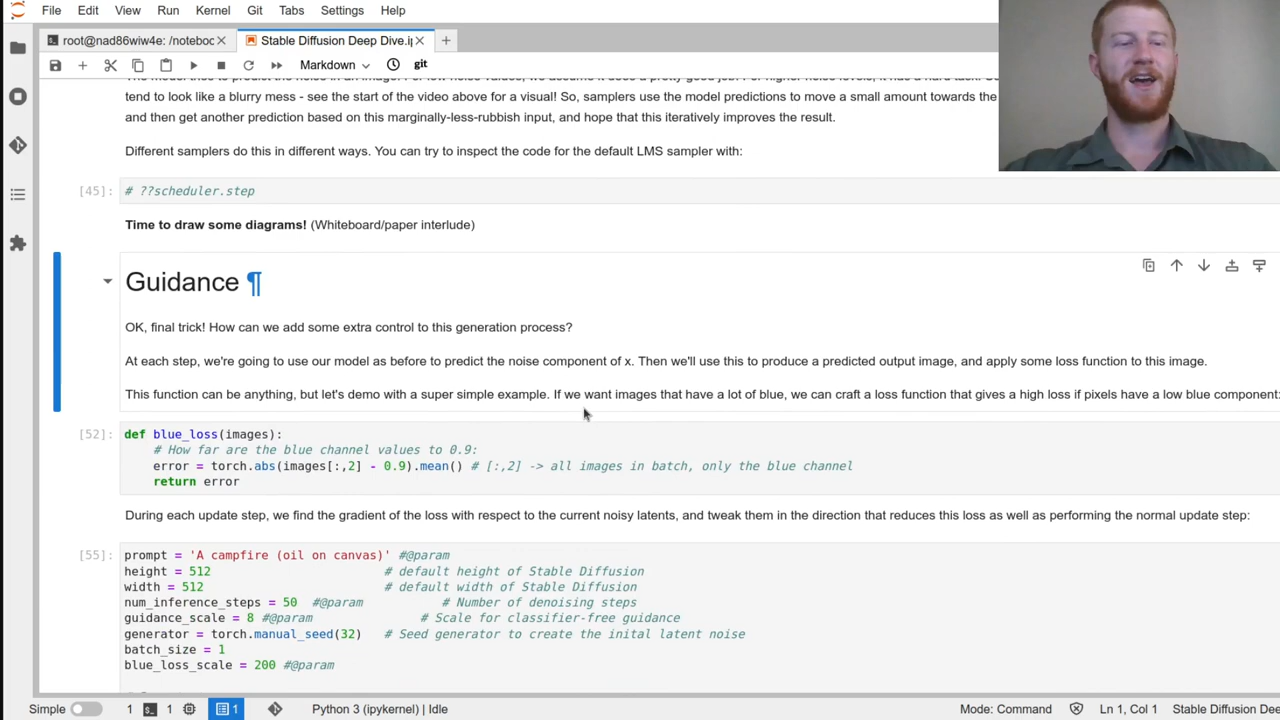 File Edit View Run Kernel Git Tabs Settings Help
root@nad86wiw4e: /noteboc
Stable Diffusion Deep Dive.i
Markdown
git
tend to look like a blurry mess - see the start of the video above for a visual! So, samplers use the model predictions to move a small amount towards the
and then get another prediction based on this marginally-less-rubbish input, and hope that this iteratively improves the result.
Different samplers do this in different ways. You can try to inspect the code for the default LMS sampler with:
[45]: # ??scheduler.step
Time to draw some diagrams! (Whiteboard/paper interlude)
Guidance ¶
OK, final trick! How can we add some extra control to this generation process?
At each step, we're going to use our model as before to predict the noise component of x. Then we'll use this to produce a predicted output image, and apply some loss function to this image.
This function can be anything, but let's demo with a super simple example. If we want images that have a lot of blue, we can craft a loss function that gives a high loss if pixels have a low blue component:
[52]: def blue_loss(images):
# How far are the blue channel values to 0.9:
error = torch.abs(images[:,2] - 0.9).mean() # [:,2] -> all images in batch, only the blue channel
return error
During each update step, we find the gradient of the loss with respect to the current noisy latents, and tweak them in the direction that reduces this loss as well as performing the normal update step:
[55]: prompt = 'A campfire (oil on canvas)' #@param
height = 512 # default height of Stable Diffusion
width = 512 # default width of Stable Diffusion
num_inference_steps = 50 #@param # Number of denoising steps
guidance_scale = 8 #@param # Scale for classifier-free guidance
generator = torch.manual_seed(32) # Seed generator to create the inital latent noise
batch_size = 1
blue_loss_scale = 200 #@param
Simple 1 1 1 Python 3 (ipykernel) | Idle Mode: Command Ln 1, Col 1 Stable Diffusion Dee